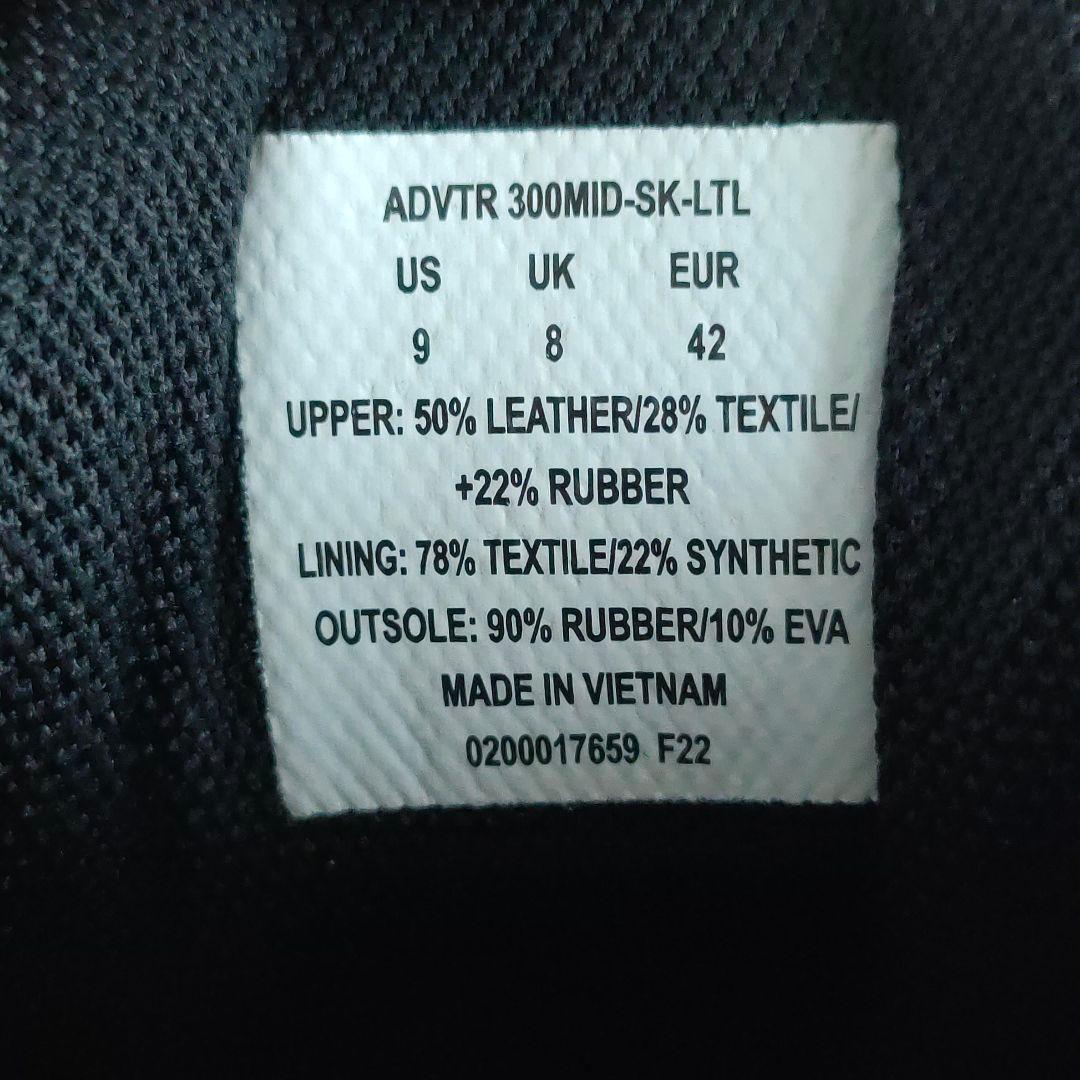 ADVTR 300MID-SK-LTL
US UK EUR
9 8 42
UPPER: 50% LEATHER/28% TEXTILE/
+22% RUBBER
LINING: 78% TEXTILE/22% SYNTHETIC
OUTSOLE: 90% RUBBER/10% EVA
MADE IN VIETNAM
0200017659 F22